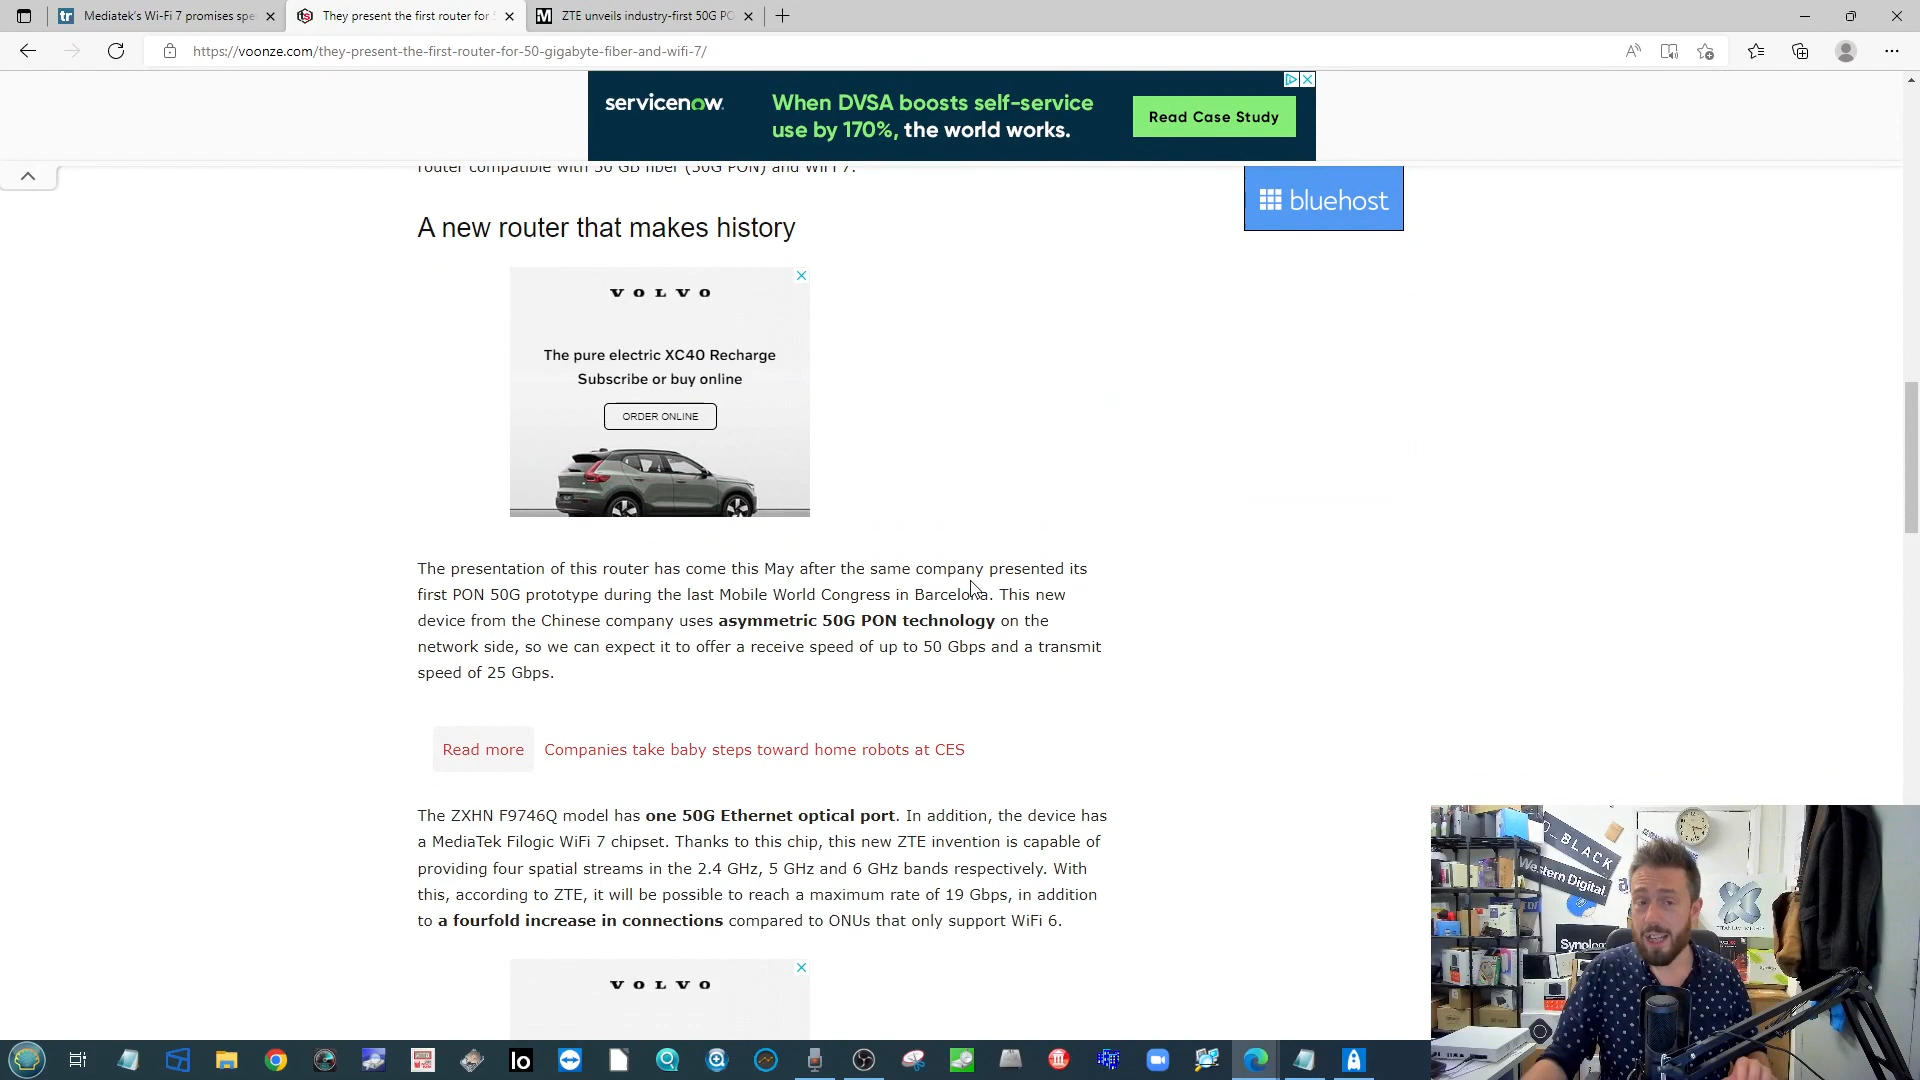 Mediatek's Wi-Fi 7 promises spe
They present the first router for 5
ZTE unveils industry-first 50G PO
https://voonze.com/they-present-the-first-router-for-50-gigabyte-fiber-and-wifi-7/
servicenow.
When DVSA boosts self-service
use by 170%, the world works.
Read Case Study
router compatible with 50 GB fiber (50G PON) and WiFi 7.
bluehost
A new router that makes history
VOLVO
The pure electric XC40 Recharge
Subscribe or buy online
ORDER ONLINE
The presentation of this router has come this May after the same company presented its
first PON 50G prototype during the last Mobile World Congress in Barcelona. This new
device from the Chinese company uses asymmetric 50G PON technology on the
network side, so we can expect it to offer a receive speed of up to 50 Gbps and a transmit
speed of 25 Gbps.
Read more
Companies take baby steps toward home robots at CES
The ZXHN F9746Q model has one 50G Ethernet optical port. In addition, the device has
a MediaTek Filogic WiFi 7 chipset. Thanks to this chip, this new ZTE invention is capable of
providing four spatial streams in the 2.4 GHz, 5 GHz and 6 GHz bands respectively. With
this, according to ZTE, it will be possible to reach a maximum rate of 19 Gbps, in addition
to a fourfold increase in connections compared to ONUs that only support WiFi 6.
VOLVO
BLACK
Western Digital.
Synology
lo